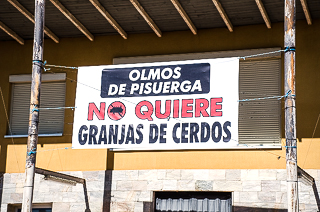 OLMOS
DE PISUERGA
NO QUIERE
GRANJAS DE CERDOS